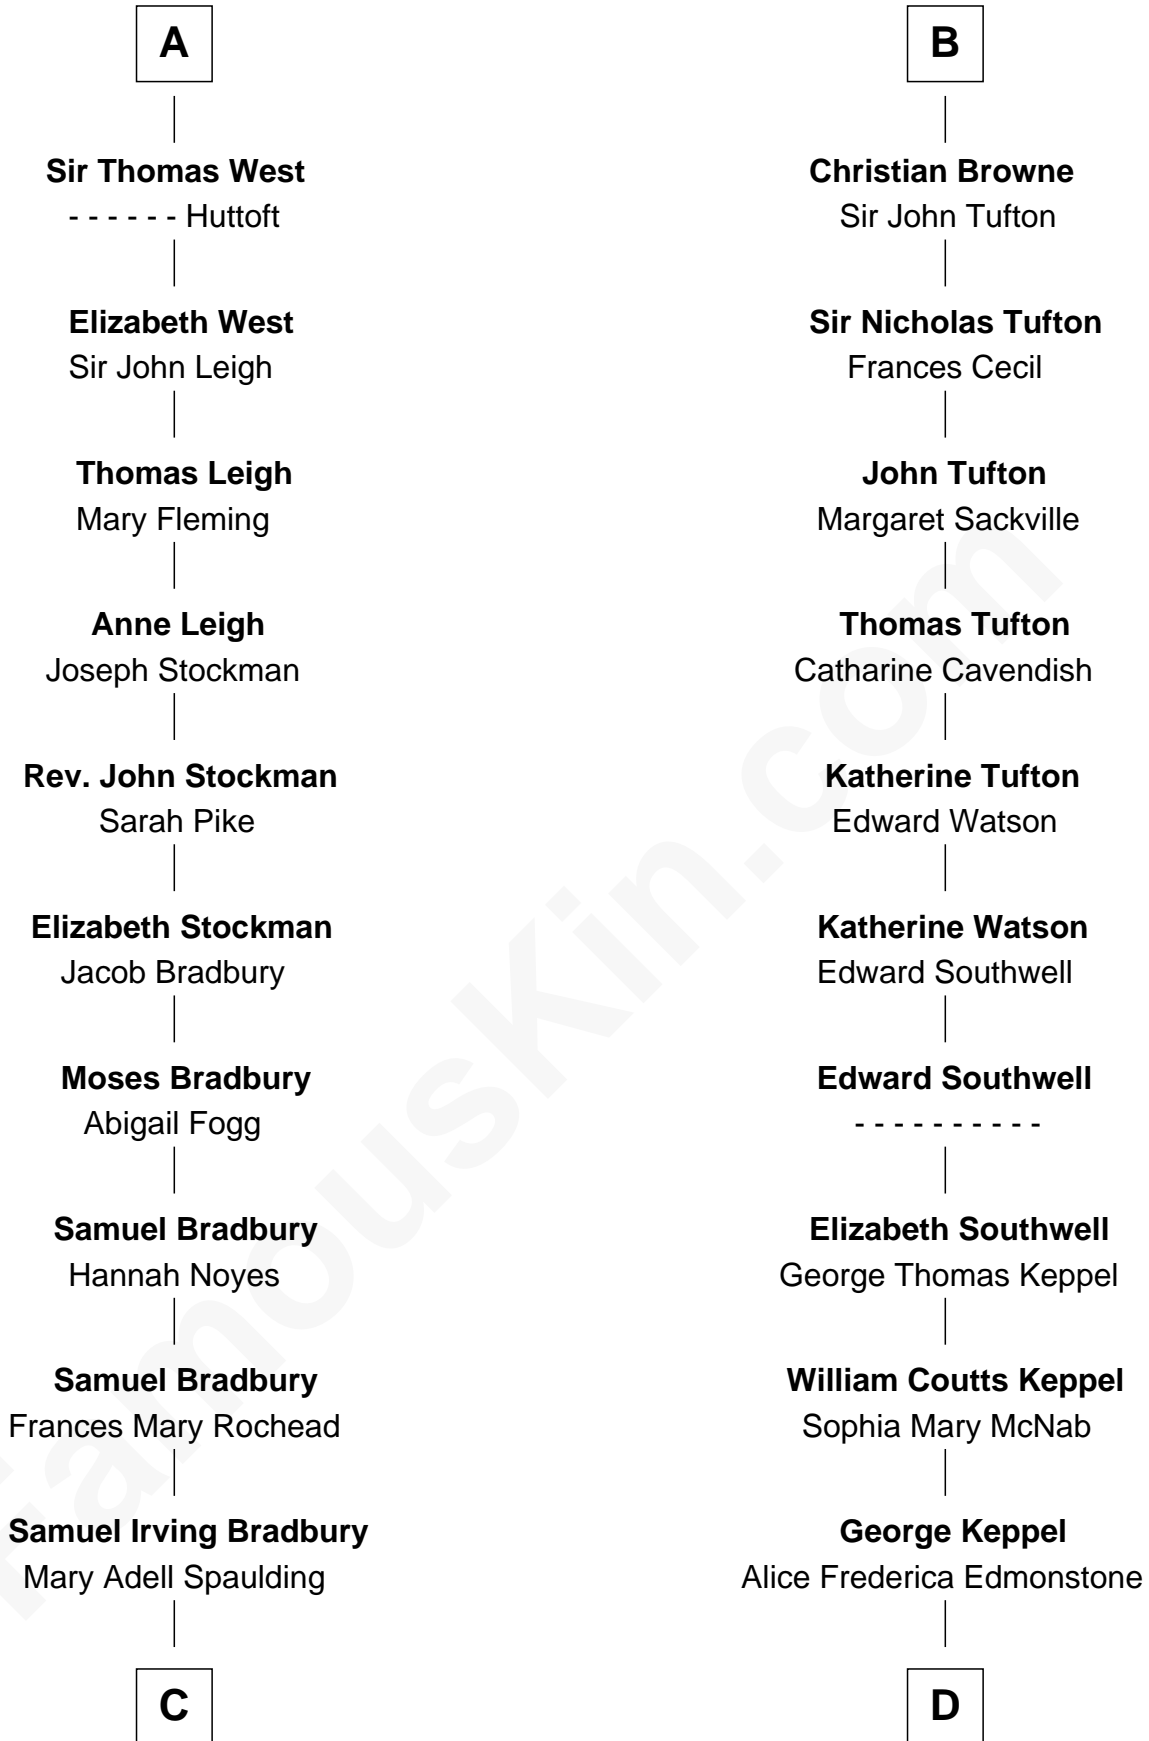 A
Sir Thomas West
- - - - - - Huttoft
Elizabeth West
Sir John Leigh
Thomas Leigh
Mary Fleming
Anne Leigh
Joseph Stockman
Rev. John Stockman
Sarah Pike
Elizabeth Stockman
Jacob Bradbury
Moses Bradbury
Abigail Fogg
Samuel Bradbury
Hannah Noyes
Samuel Bradbury
Frances Mary Rochead
Samuel Irving Bradbury
Mary Adell Spaulding
C
B
Christian Browne
Sir John Tufton
Sir Nicholas Tufton
Frances Cecil
John Tufton
Margaret Sackville
Thomas Tufton
Catharine Cavendish
Katherine Tufton
Edward Watson
Katherine Watson
Edward Southwell
Edward Southwell
- - - - - - - - - -
Elizabeth Southwell
George Thomas Keppel
William Coutts Keppel
Sophia Mary McNab
George Keppel
Alice Frederica Edmonstone
D
FamousKin.com